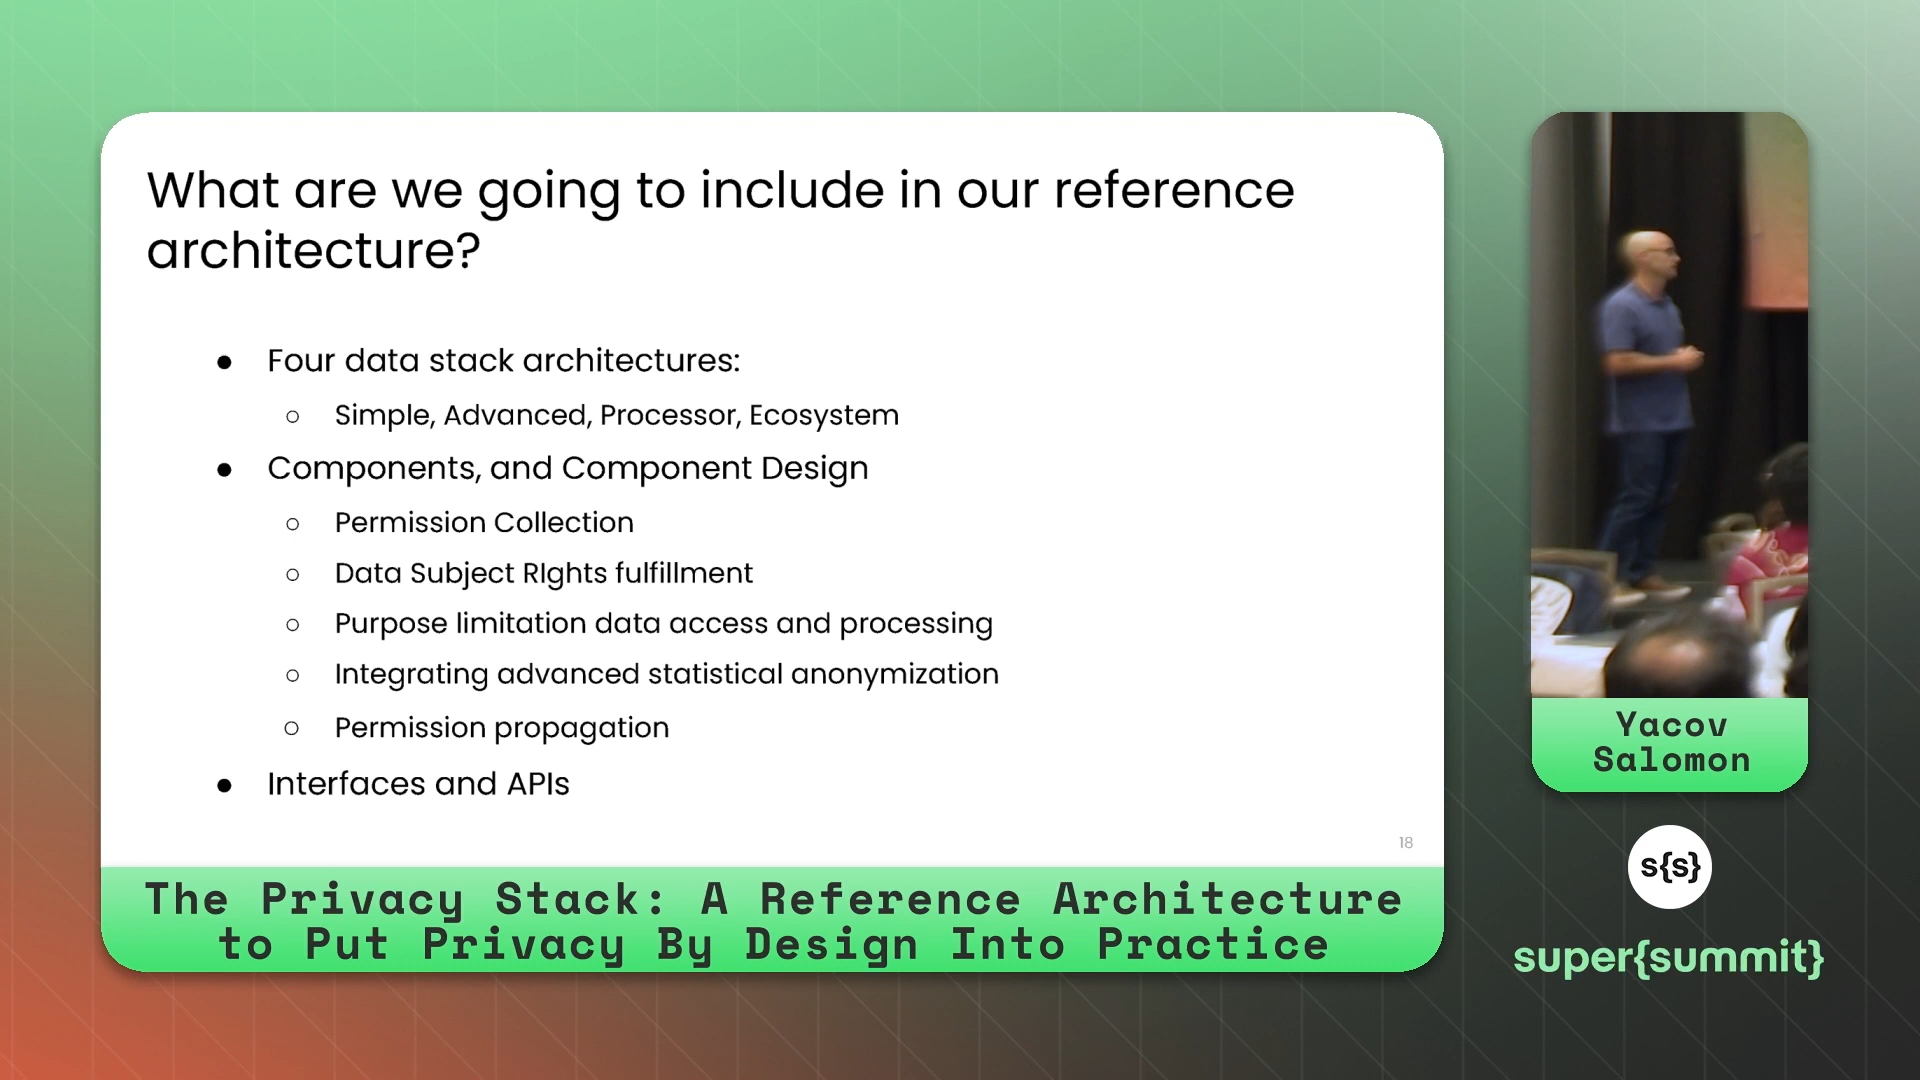 What are we going to include in our reference
architecture?
● Four data stack architectures:
○ Simple, Advanced, Processor, Ecosystem
● Components, and Component Design
○ Permission Collection
○ Data Subject RIghts fulfillment
○ Purpose limitation data access and processing
○ Integrating advanced statistical anonymization
○ Permission propagation
● Interfaces and APIs
18
The Privacy Stack: A Reference Architecture
to Put Privacy By Design Into Practice
Yacov
Salomon
s{s}
super{summit}